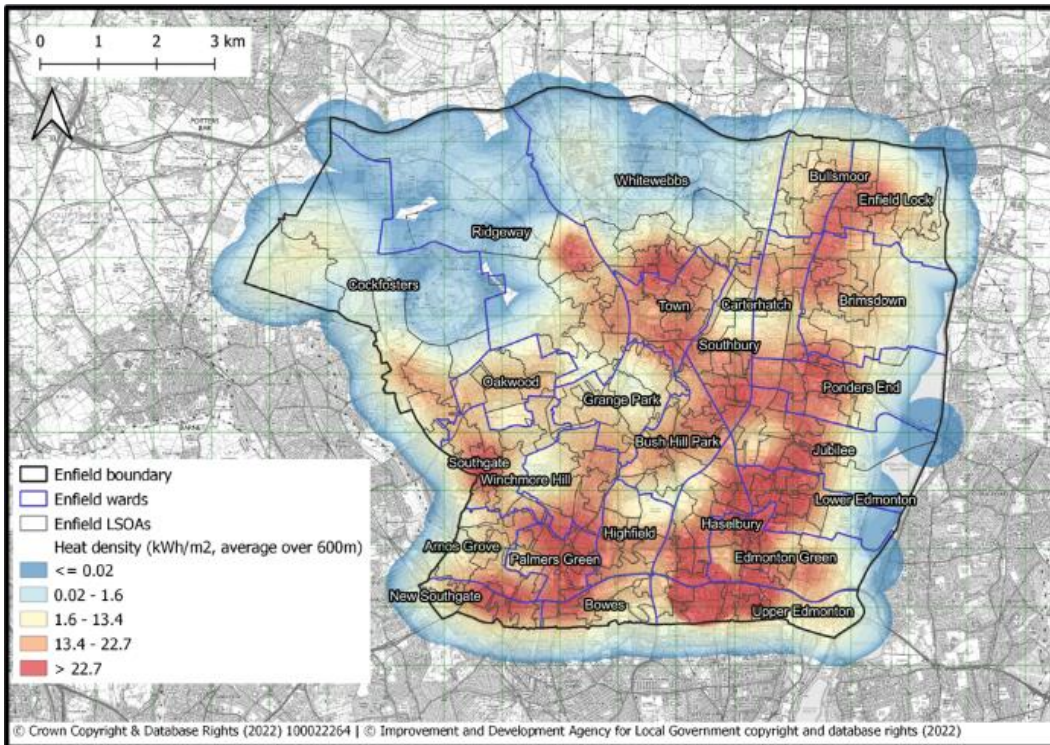 0 1 2 3 km
POTTERS
BAR
Bullsmoor
Whitewebbs
Enfield Lock
Ridgeway
Cockfosters
Town
Carterhatch
Brimsdown
Southbury
Oakwood
Ponders End
Grange Park
Bush Hill Park
Jubilee
Southgate
Winchmore Hill
Lower Edmonton
Haselbury
Highfield
Arnos Grove
Palmers Green
Edmonton Green
New Southgate
Bowes
Upper Edmonton
Enfield boundary
Enfield wards
Enfield LSOAs
Heat density (kWh/m2, average over 600m)
<= 0.02
0.02 - 1.6
1.6 - 13.4
13.4 - 22.7
> 22.7
© Crown Copyright & Database Rights (2022) 100022264 | © Improvement and Development Agency for Local Government copyright and database rights (2022)